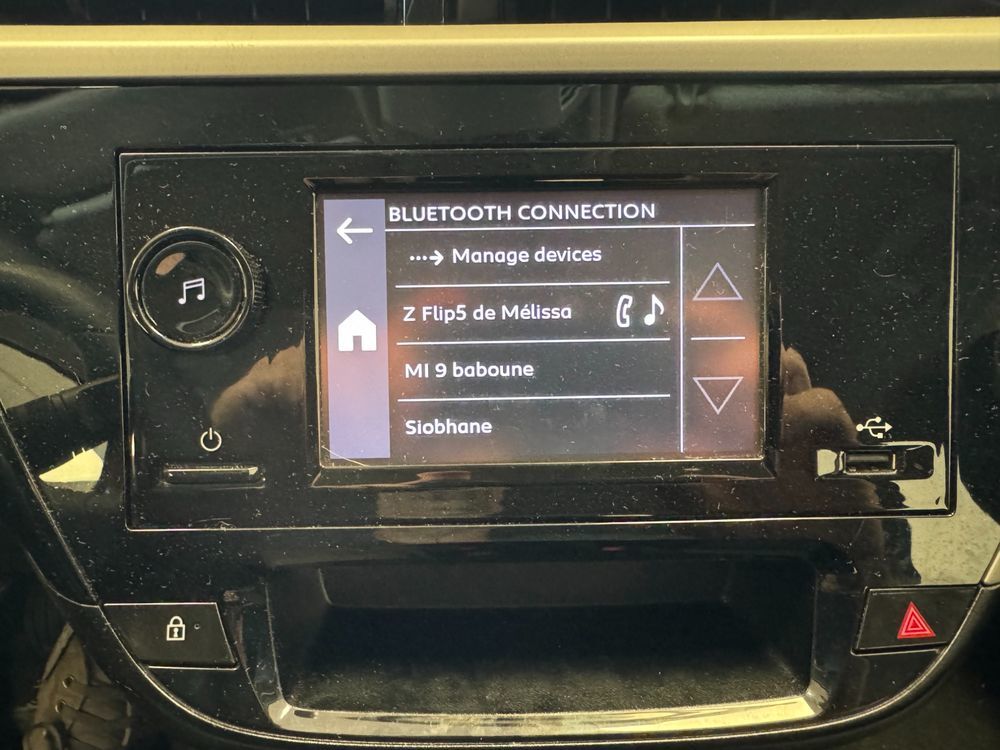 BLUETOOTH CONNECTION
Manage devices
Z Flip5 de Mélissa
MI 9 baboune
Siobhane